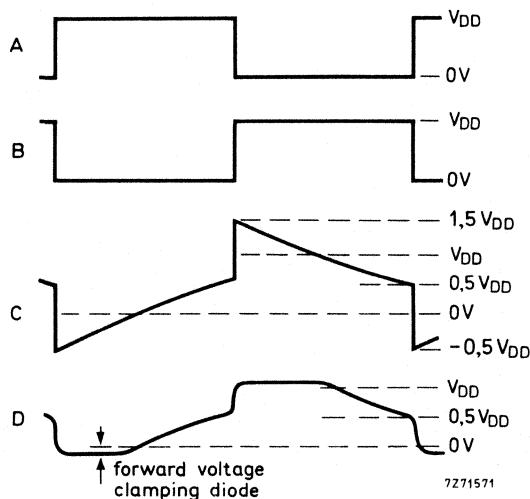 A
VDD
0V
B
VDD
0V
C
1,5 VDD
VDD
0,5 VDD
0V
-0,5 VDD
D
VDD
0,5 VDD
0V
forward voltage
clamping diode
7Z71571